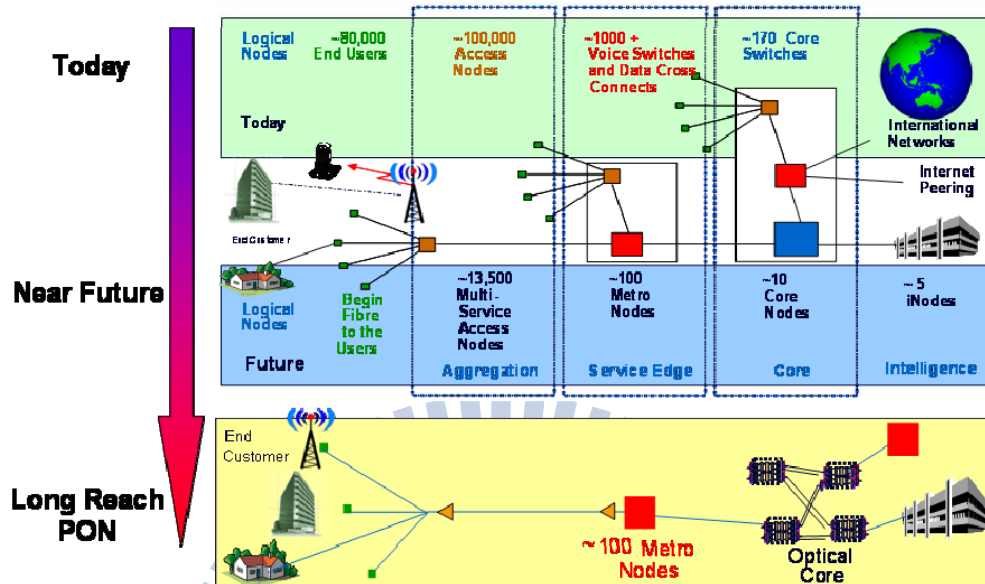 Today
Logical
Nodes
~80,000
End Users
~100,000
Access
Nodes
~1000 +
Voice Switches
and Data Cross
Connects
~170 Core
Switches
Today
International
Networks
Internet
Peering
End Customer
Near Future
Logical
Nodes
Begin
Fibre
to the
Users
~13,500
Multi-
Service
Access
Nodes
~100
Metro
Nodes
~10
Core
Nodes
~ 5
iNodes
Future
Aggregation
Service Edge
Core
Intelligence
Long Reach
PON
End
Customer
~100 Metro
Nodes
Optical
Core